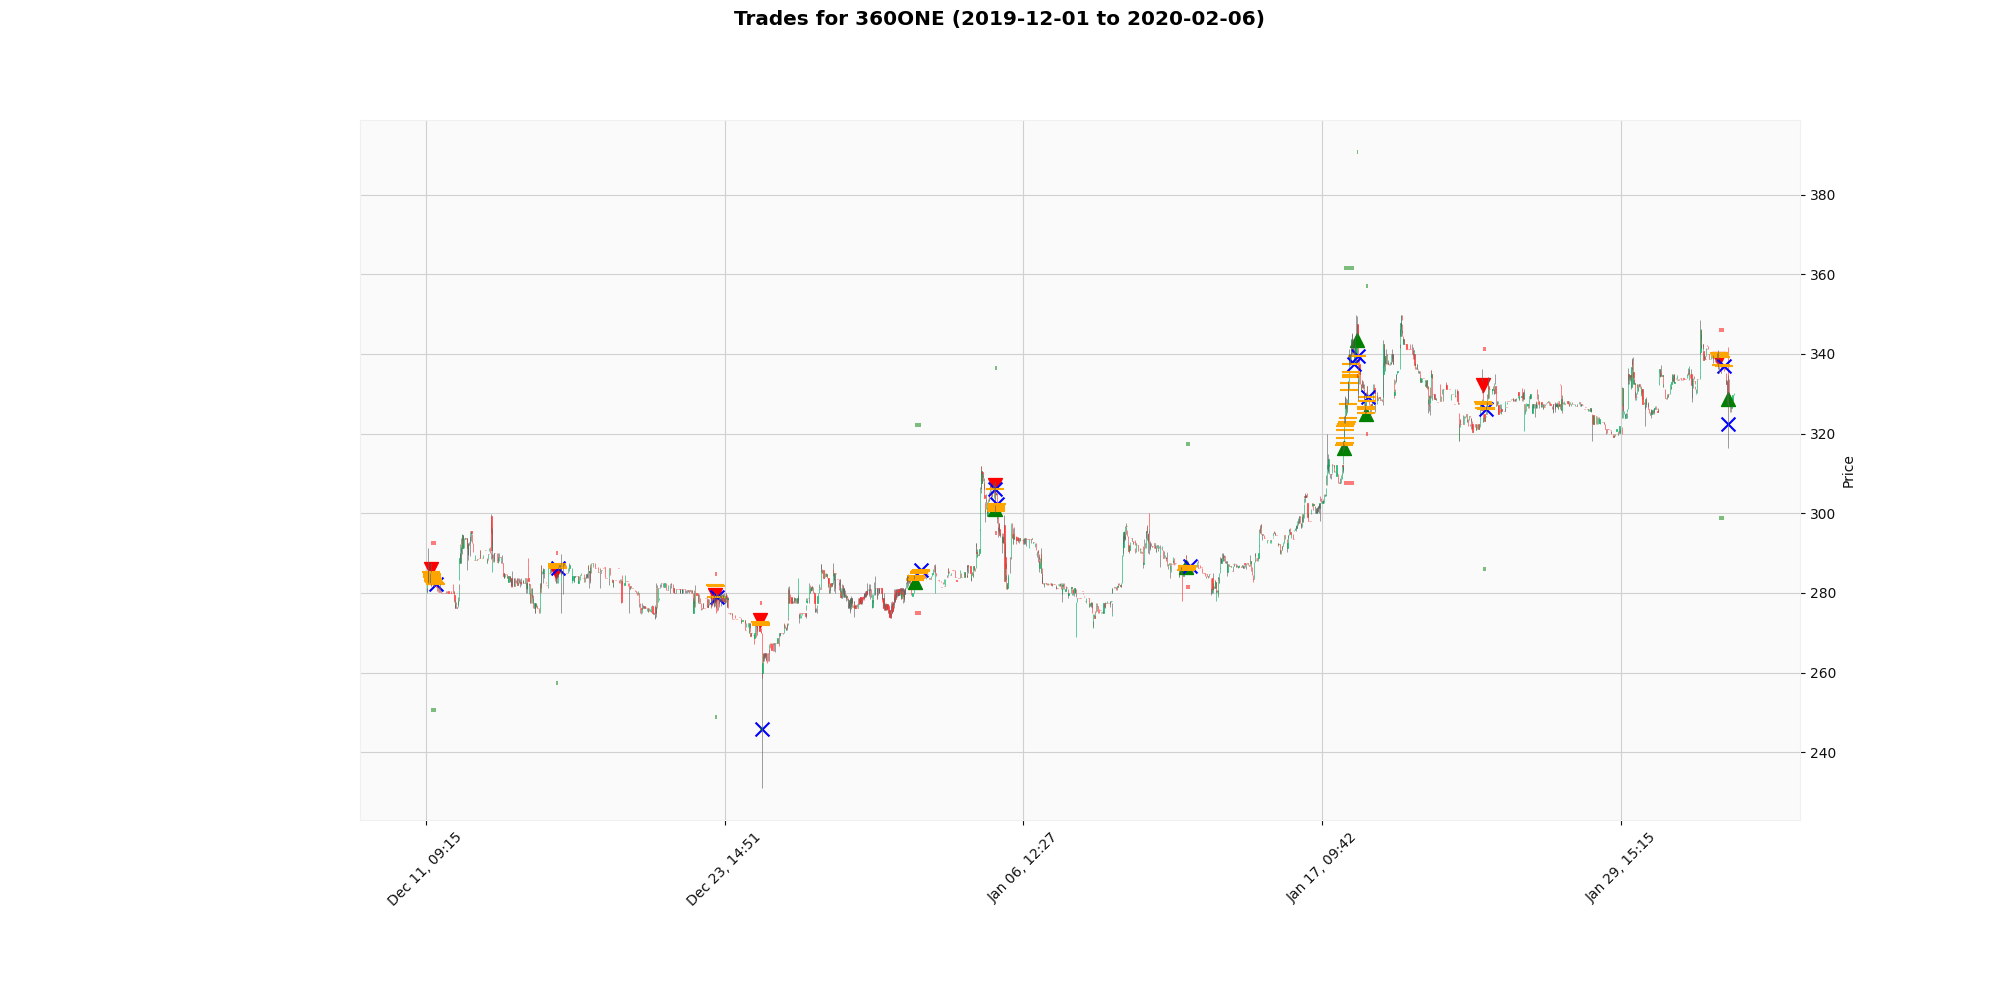 Trades for 360ONE (2019-12-01 to 2020-02-06)
380
360
340
320
300
280
260
240
Price
Dec 11, 09:15
Dec 23, 14:51
Jan 06, 12:27
Jan 17, 09:42
Jan 29, 15:15